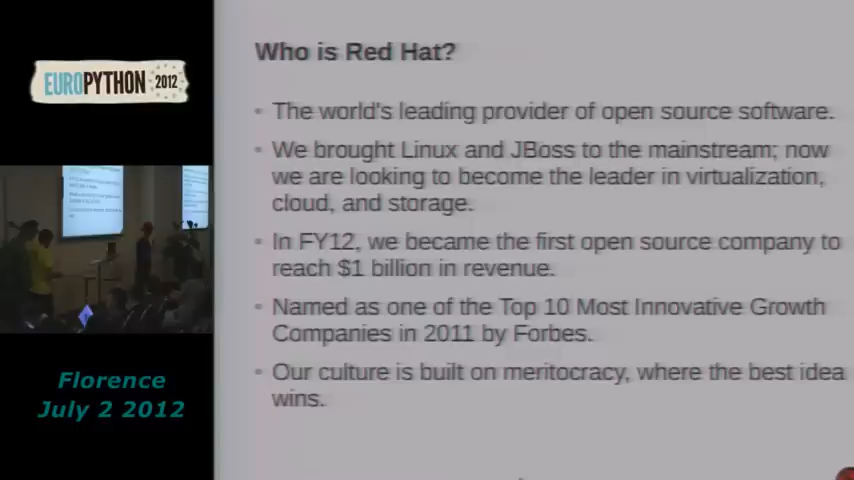 EUROPYTHON 2012
Florence
July 2 2012
Who is Red Hat?
The world's leading provider of open source software.
We brought Linux and JBoss to the mainstream; now
we are looking to become the leader in virtualization,
cloud, and storage.
In FY12, we became the first open source company to
reach $1 billion in revenue.
Named as one of the Top 10 Most Innovative Growth
Companies in 2011 by Forbes.
Our culture is built on meritocracy, where the best idea
wins.